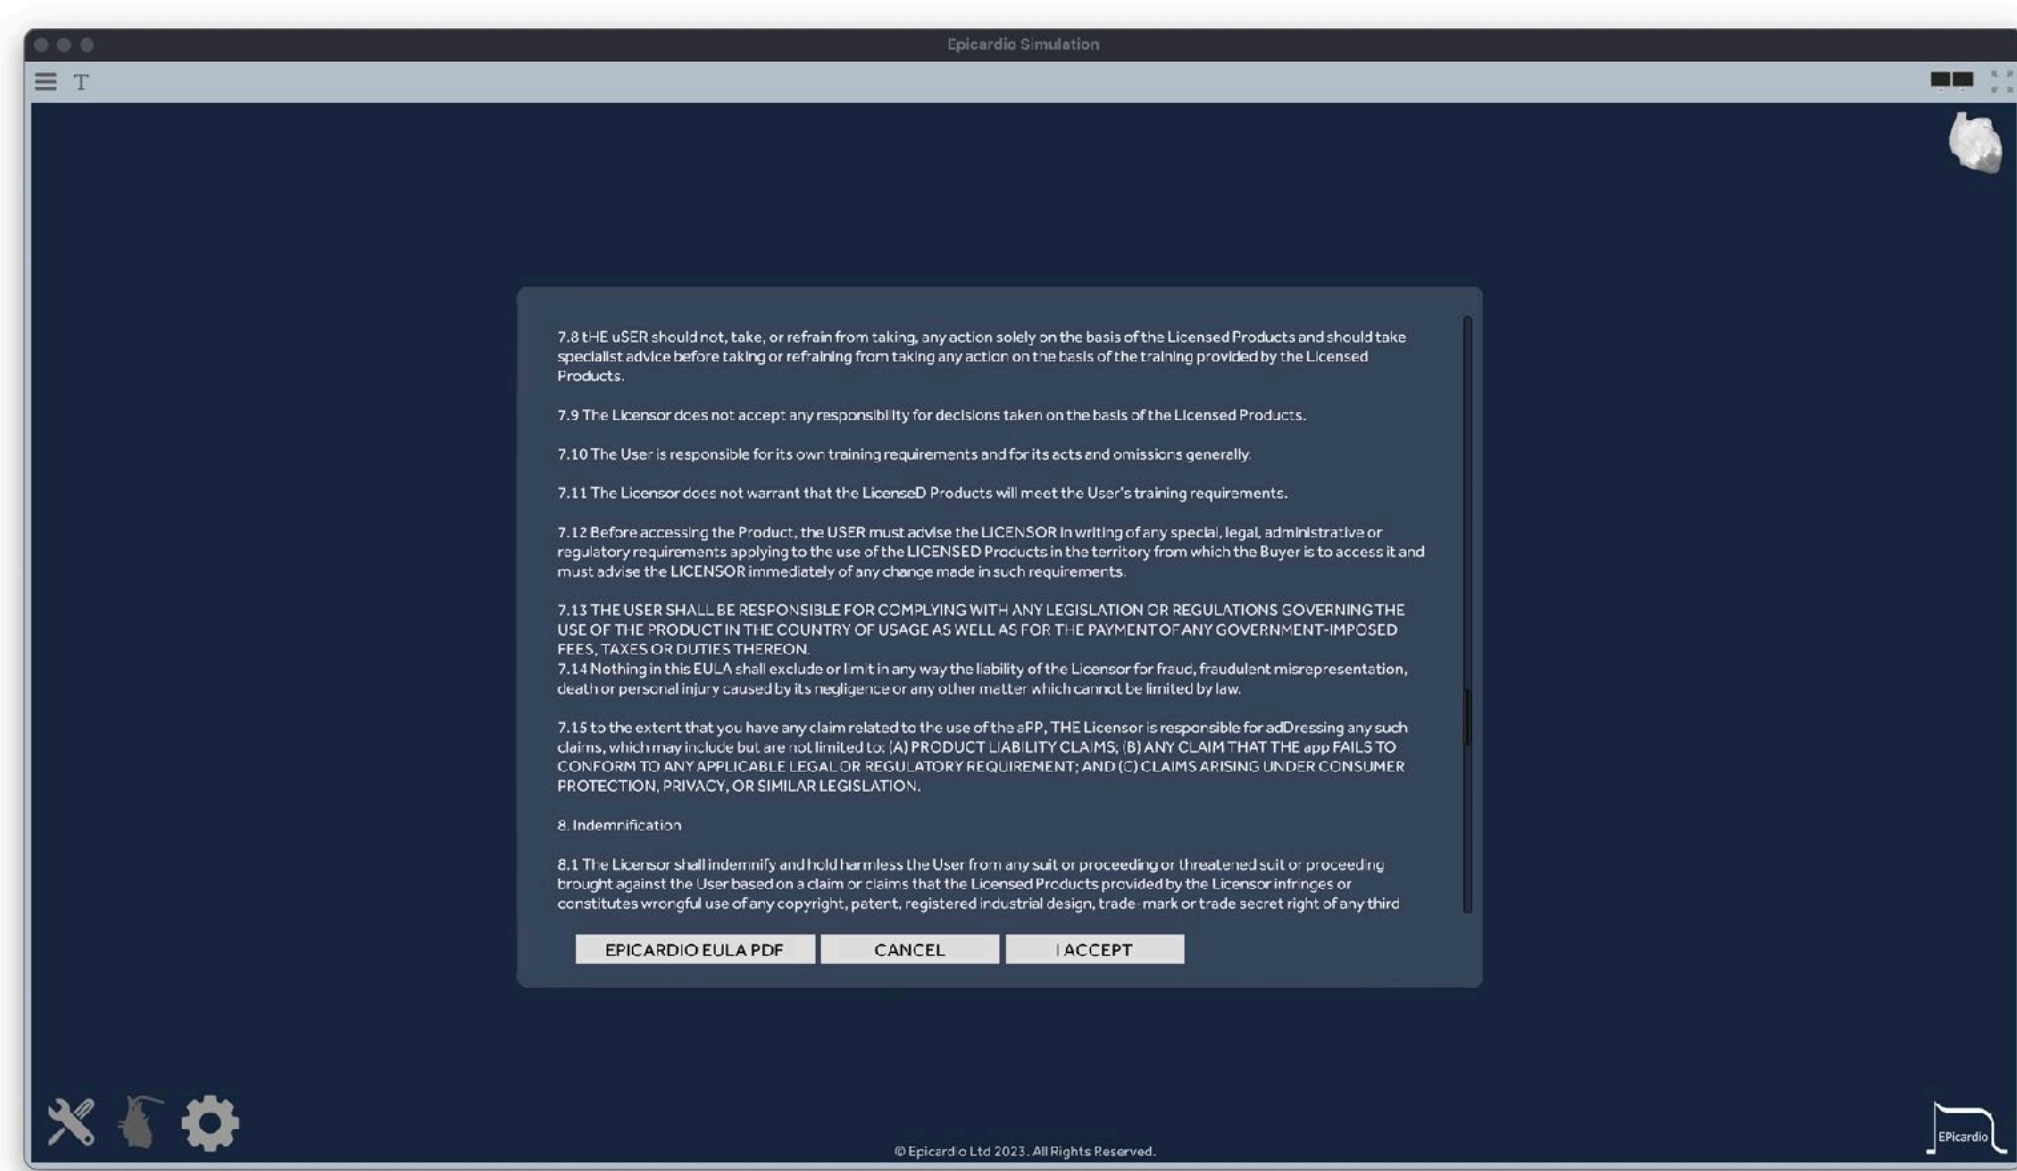 Epicardio Simulation
T
7.8 tHE uSER should not, take, or refrain from taking, any action solely on the basis of the Licensed Products and should take
specialist advice before taking or refraining from taking any action on the basis of the training provided by the Licensed
Products.
7.9 The Licensor does not accept any responsibility for decisions taken on the basis of the Licensed Products.
7.10 The User is responsible for its own training requirements and for its acts and omissions generally.
7.11 The Licensor does not warrant that the LicenseD Products will meet the User's training requirements.
7.12 Before accessing the Product, the USER must advise the LICENSOR in writing of any special, legal, administrative or
regulatory requirements applying to the use of the LICENSED Products in the territory from which the Buyer is to access it and
must advise the LICENSOR immediately of any change made in such requirements.
7.13 THE USER SHALL BE RESPONSIBLE FOR COMPLYING WITH ANY LEGISLATION OR REGULATIONS GOVERNING THE
USE OF THE PRODUCT IN THE COUNTRY OF USAGE AS WELL AS FOR THE PAYMENT OF ANY GOVERNMENT-IMPOSED
FEES, TAXES OR DUTIES THEREON.
7.14 Nothing in this EULA shall exclude or limit in any way the liability of the Licensor for fraud, fraudulent misrepresentation,
death or personal injury caused by its negligence or any other matter which cannot be limited by law.
7.15 to the extent that you have any claim related to the use of the aPP, THE Licensor is responsible for adDressing any such
claims, which may include but are not limited to: (A) PRODUCT LIABILITY CLAIMS; (B) ANY CLAIM THAT THE app FAILS TO
CONFORM TO ANY APPLICABLE LEGAL OR REGULATORY REQUIREMENT; AND (C) CLAIMS ARISING UNDER CONSUMER
PROTECTION, PRIVACY, OR SIMILAR LEGISLATION.
8. Indemnification
8.1 The Licensor shall indemnify and hold harmless the User from any suit or proceeding or threatened suit or proceeding
brought against the User based on a claim or claims that the Licensed Products provided by the Licensor infringes or
constitutes wrongful use of any copyright, patent, registered industrial design, trade-mark or trade secret right of any third
EPICARDIO EULA PDF
CANCEL
I ACCEPT
© Epicardio Ltd 2023. All Rights Reserved.
EPicardio